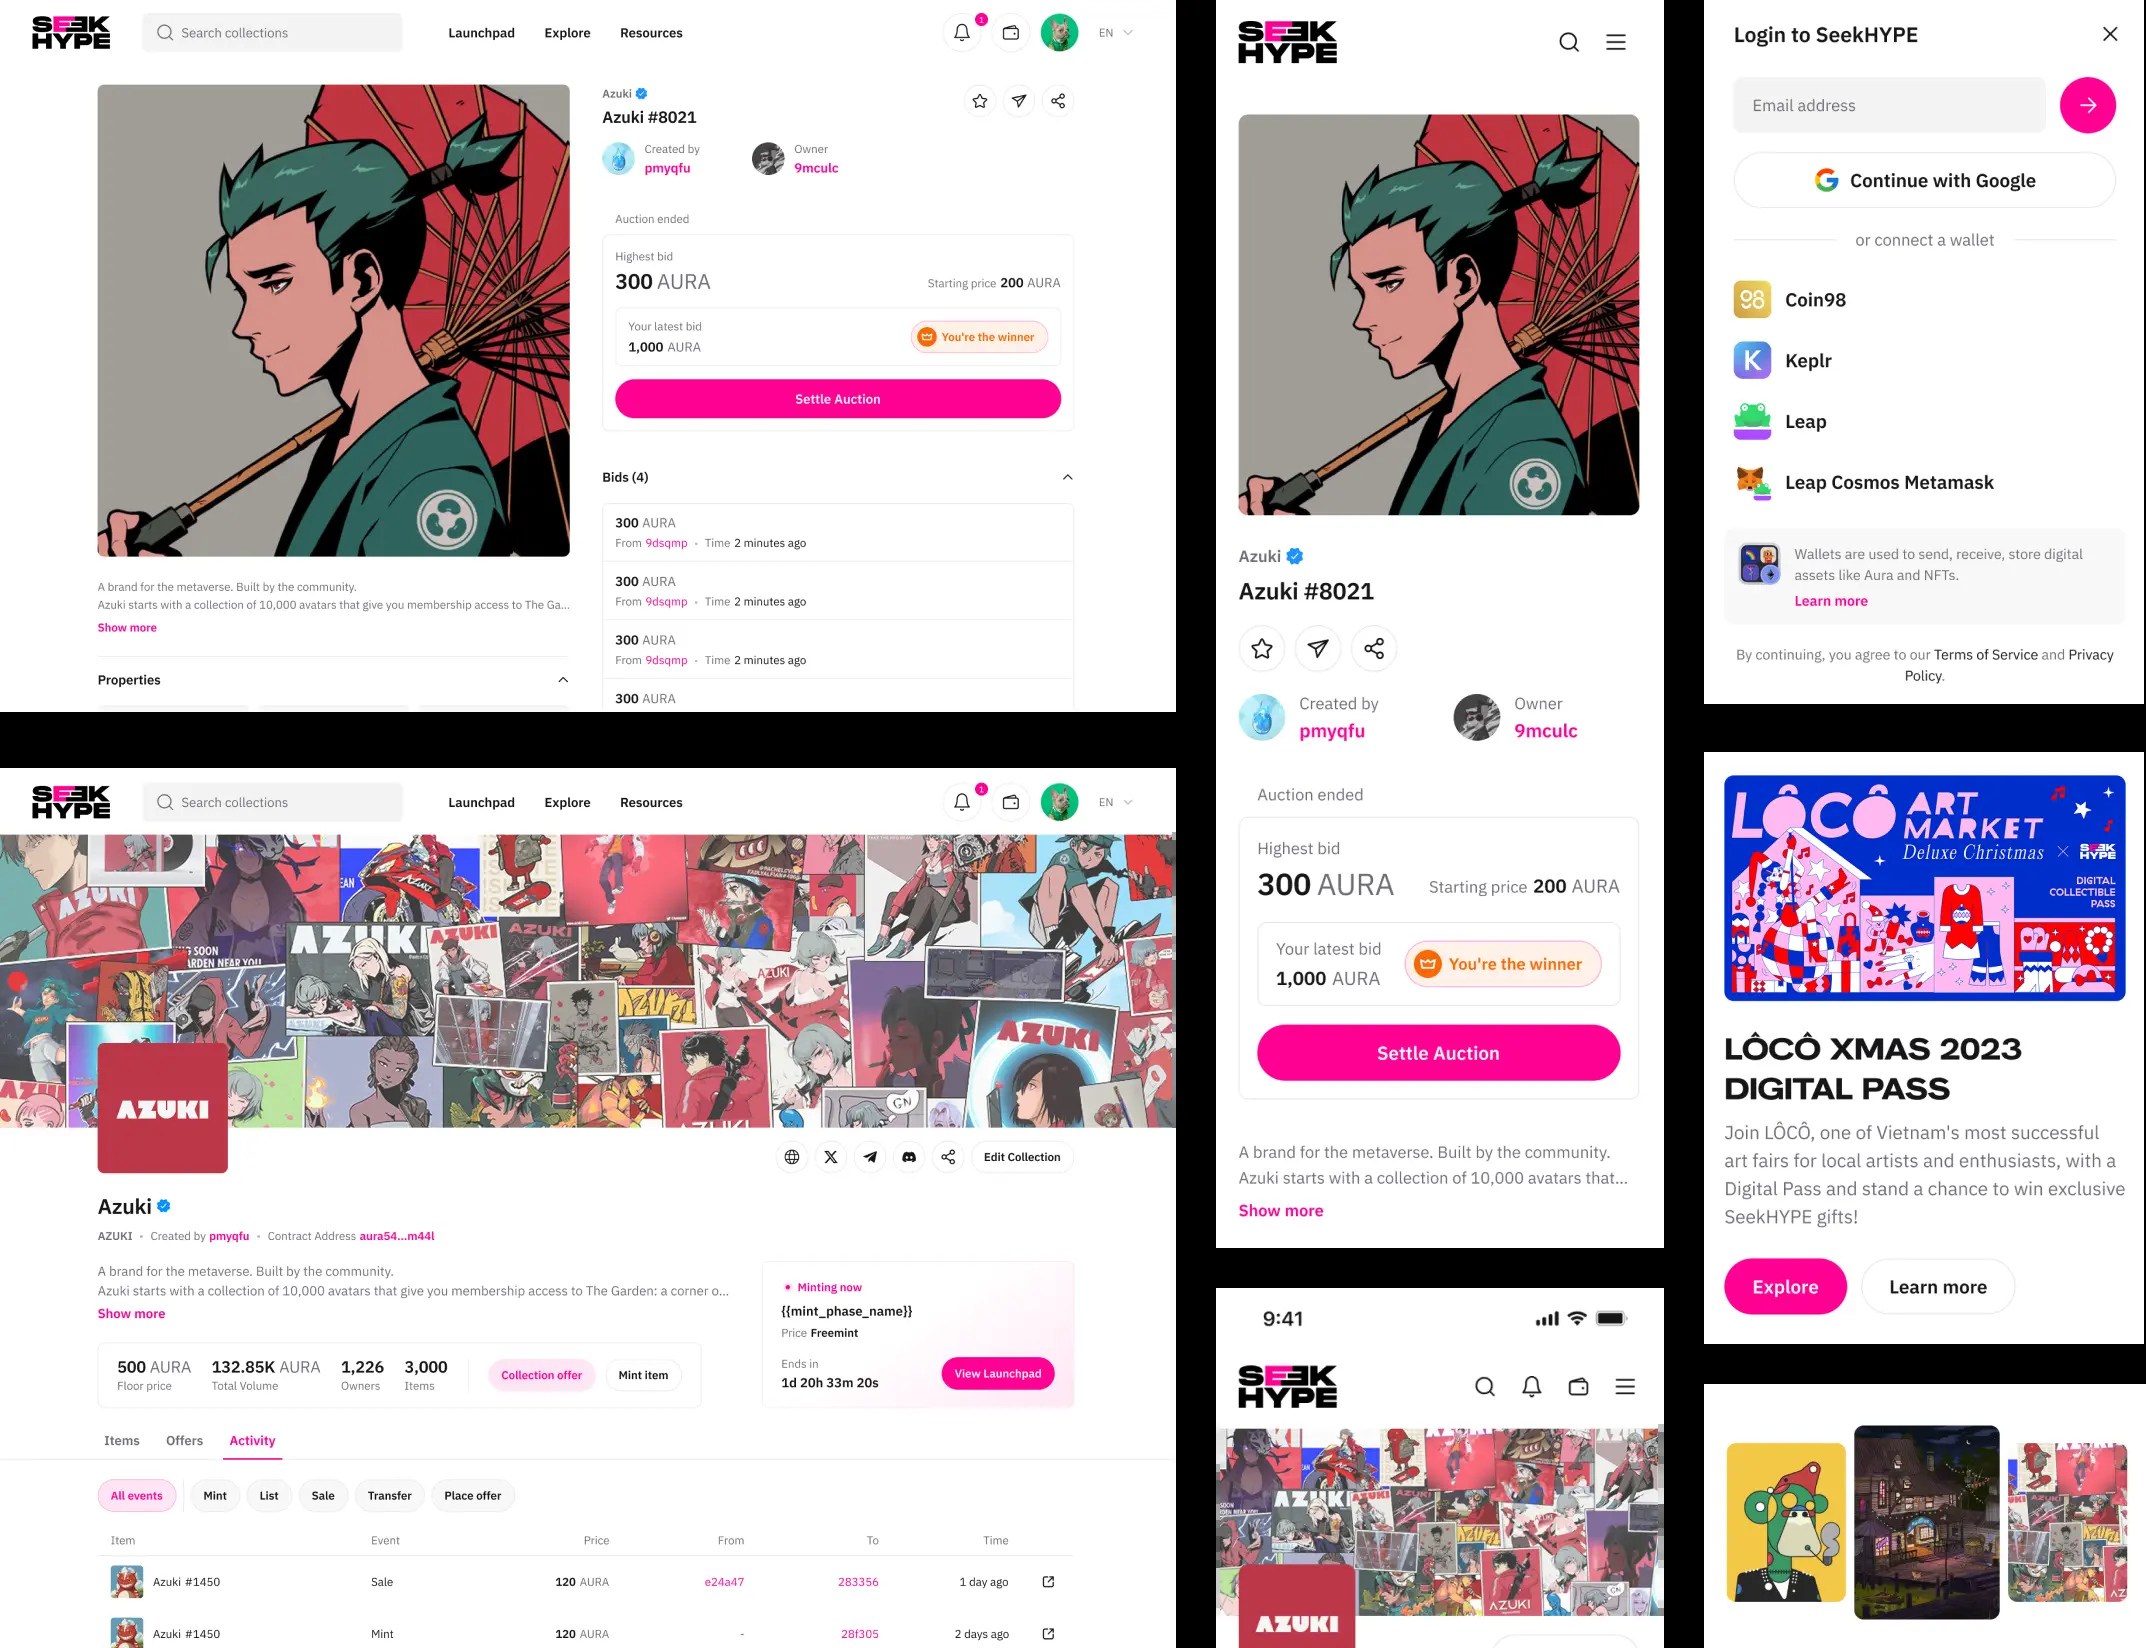 SEEK
HYPE
Search collections
Launchpad
Explore
Resources
1
EN
Azuki
Azuki #8021
Created by
pmyqfu
Owner
9mculc
Auction ended
Highest bid
300 AURA
Starting price 200 AURA
Your latest bid
1,000 AURA
You're the winner
Settle Auction
Bids (4)
300 AURA
From 9dsqmp • Time 2 minutes ago
300 AURA
From 9dsqmp • Time 2 minutes ago
300 AURA
From 9dsqmp • Time 2 minutes ago
300 AURA
A brand for the metaverse. Built by the community.
Azuki starts with a collection of 10,000 avatars that give you membership access to The Ga...
Show more
Properties
SEEK
HYPE
Search collections
Launchpad
Explore
Resources
1
EN
AZUKI
AZUKI
AZUKI
AZUKI
SOON
GARDEN NEAR YOU
AZUKI
AZUKI
GN
AZUKI
Edit Collection
Azuki
AZUKI • Created by pmyqfu • Contract Address aura54...m44l
A brand for the metaverse. Built by the community.
Azuki starts with a collection of 10,000 avatars that give you membership access to The Garden: a corner o...
Show more
• Minting now
{{mint_phase_name}}
Price Freemint
Ends in
1d 20h 33m 20s
View Launchpad
500 AURA
Floor price
132.85K AURA
Total Volume
1,226
Owners
3,000
Items
Collection offer
Mint item
Items
Offers
Activity
All events
Mint
List
Sale
Transfer
Place offer
Item
Event
Price
From
To
Time
Azuki #1450
Sale
120 AURA
e24a47
283356
1 day ago
Azuki #1450
Mint
120 AURA
-
28f305
2 days ago
SEEK
HYPE
Azuki
Azuki #8021
Created by
pmyqfu
Owner
9mculc
Auction ended
Highest bid
300 AURA
Starting price 200 AURA
Your latest bid
1,000 AURA
You're the winner
Settle Auction
A brand for the metaverse. Built by the community.
Azuki starts with a collection of 10,000 avatars that...
Show more
9:41
SEEK
HYPE
AZUKI
AZUKI
AZUKI
GN
AZUKI
AZUKI
Login to SeekHYPE
Email address
Continue with Google
or connect a wallet
98
Coin98
K
Keplr
Leap
Leap Cosmos Metamask
Wallets are used to send, receive, store digital
assets like Aura and NFTs.
Learn more
By continuing, you agree to our Terms of Service and Privacy
Policy.
LÔCÔ ART
MARKET
Deluxe Christmas × SEEK
HYPE
DIGITAL
COLLECTIBLE
PASS
LÔCÔ XMAS 2023
DIGITAL PASS
Join LÔCÔ, one of Vietnam's most successful
art fairs for local artists and enthusiasts, with a
Digital Pass and stand a chance to win exclusive
SeekHYPE gifts!
Explore
Learn more